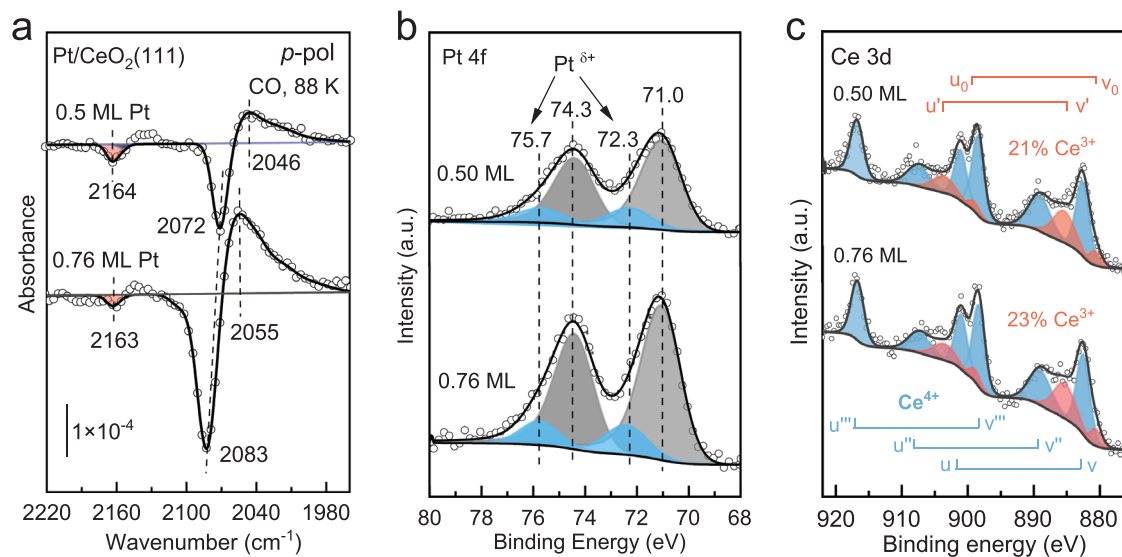 a
Pt/CeO₂(111)
p-pol
CO, 88 K
0.5 ML Pt
2046
2164
2072
0.76 ML Pt
2055
2163
1×10⁻⁴
2083
Absorbance
2220 2160 2100 2040 1980
Wavenumber (cm⁻¹)
b
Pt 4f
Pt δ+
74.3
71.0
75.7
72.3
0.50 ML
0.76 ML
Intensity (a.u.)
80 78 76 74 72 70 68
Binding Energy (eV)
c
Ce 3d
u₀ v₀
0.50 ML
u' v'
21% Ce³⁺
0.76 ML
23% Ce³⁺
Ce⁴⁺
u''' v'''
u'' v''
u v
Intensity (a.u.)
920 910 900 890 880
Binding energy (eV)